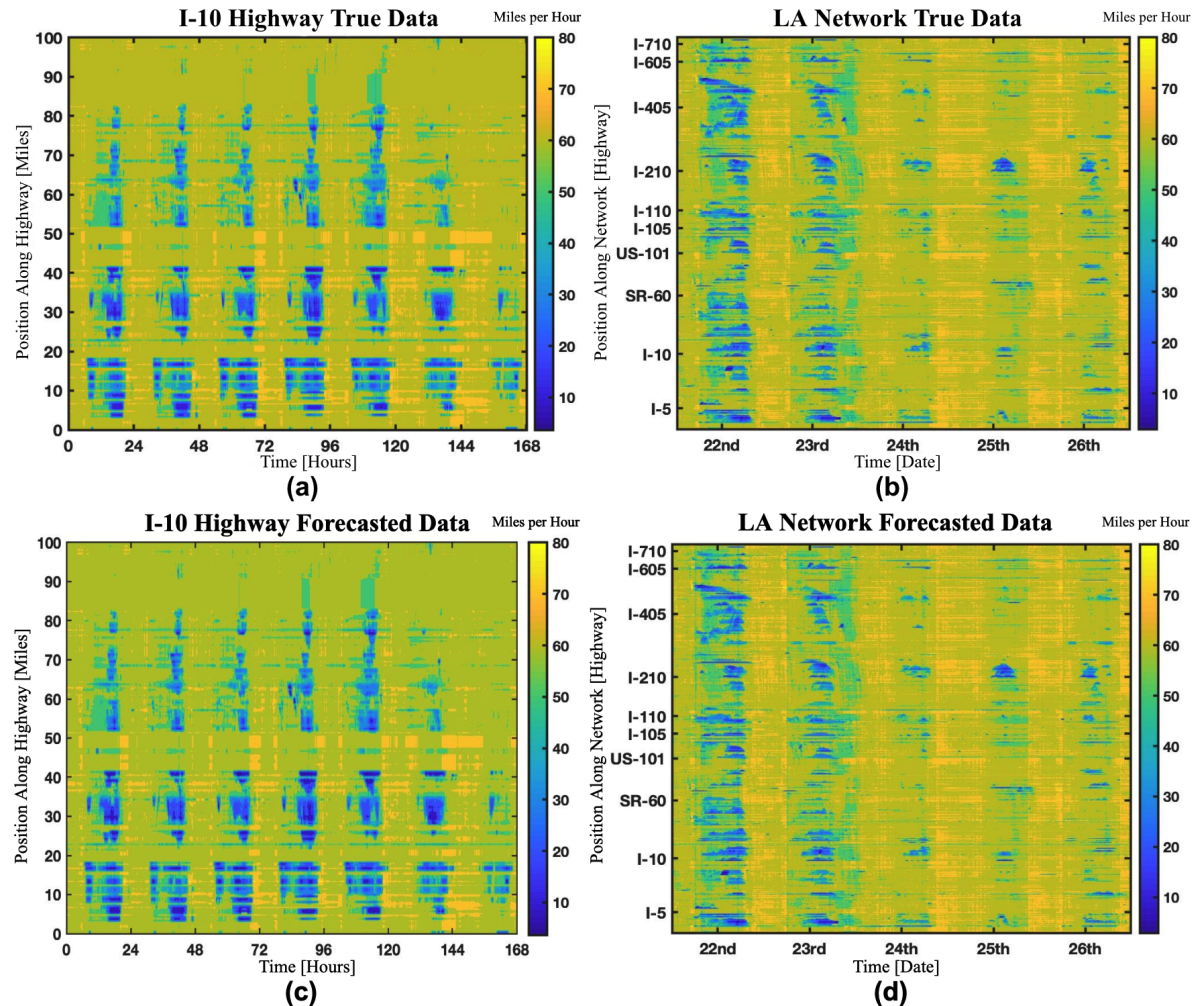 I-10 Highway True Data
Miles per Hour
Position Along Highway [Miles]
100
90
80
70
60
50
40
30
20
10
0
0 24 48 72 96 120 144 168
Time [Hours]
80
70
60
50
40
30
20
10
(a)
LA Network True Data
Miles per Hour
Position Along Network [Highway]
I-710
I-605
I-405
I-210
I-110
I-105
US-101
SR-60
I-10
I-5
22nd 23rd 24th 25th 26th
Time [Date]
80
70
60
50
40
30
20
10
(b)
I-10 Highway Forecasted Data
Miles per Hour
Position Along Highway [Miles]
100
90
80
70
60
50
40
30
20
10
0
0 24 48 72 96 120 144 168
Time [Hours]
80
70
60
50
40
30
20
10
(c)
LA Network Forecasted Data
Miles per Hour
Position Along Network [Highway]
I-710
I-605
I-405
I-210
I-110
I-105
US-101
SR-60
I-10
I-5
22nd 23rd 24th 25th 26th
Time [Date]
80
70
60
50
40
30
20
10
(d)